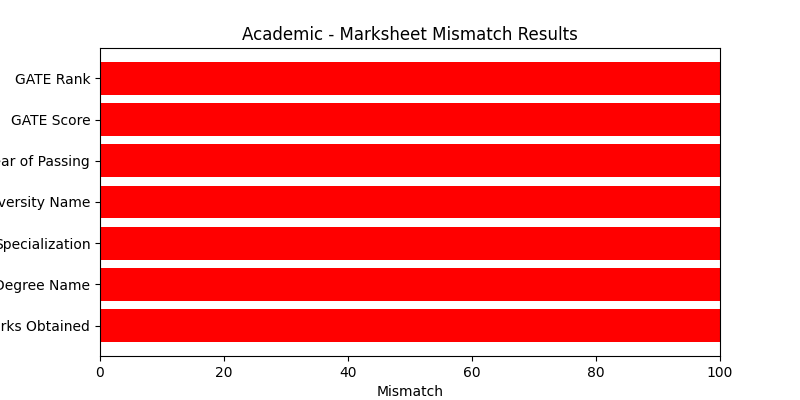 Academic - Marksheet Mismatch Results
GATE Rank
GATE Score
ar of Passing
versity Name
Specialization
Degree Name
rks Obtained
0 20 40 60 80 100
Mismatch